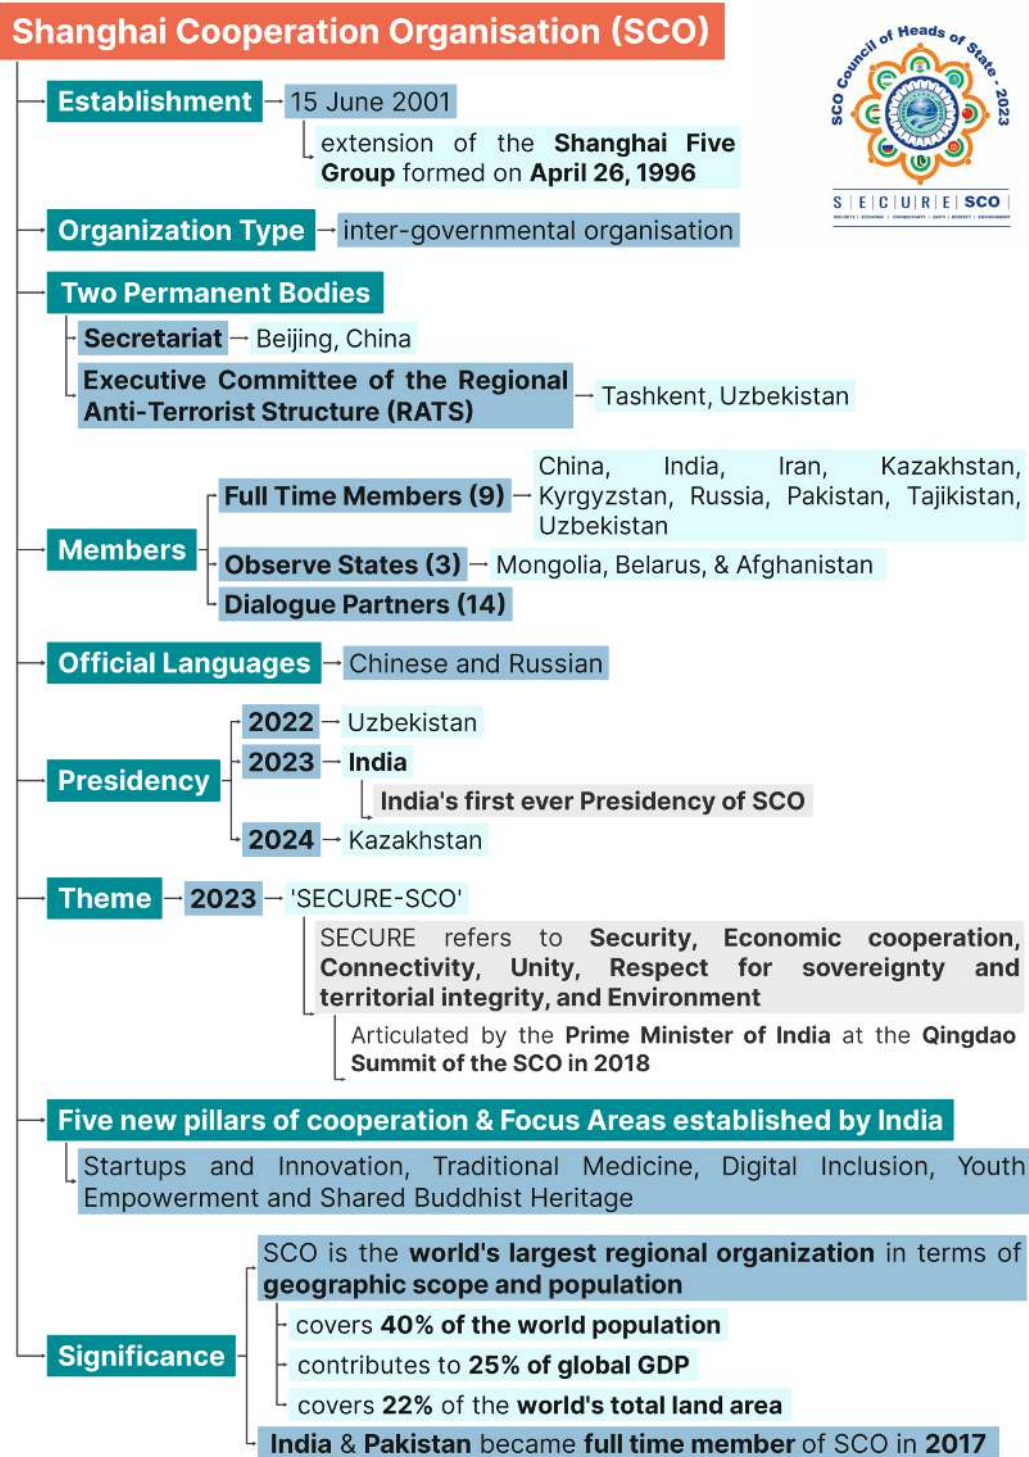 Shanghai Cooperation Organisation (SCO)
SCO Council of Heads of State - 2023
S | E | C | U | R | E | SCO |
SECURITY | ECONOMIC | CONNECTIVITY | UNITY | RESPECT | ENVIRONMENT
Establishment
15 June 2001
extension of the Shanghai Five
Group formed on April 26, 1996
Organization Type
inter-governmental organisation
Two Permanent Bodies
Secretariat
Beijing, China
Executive Committee of the Regional
Anti-Terrorist Structure (RATS)
Tashkent, Uzbekistan
Members
Full Time Members (9)
China, India, Iran, Kazakhstan,
Kyrgyzstan, Russia, Pakistan, Tajikistan,
Uzbekistan
Observe States (3)
Mongolia, Belarus, & Afghanistan
Dialogue Partners (14)
Official Languages
Chinese and Russian
Presidency
2022
Uzbekistan
2023
India
India's first ever Presidency of SCO
2024
Kazakhstan
Theme
2023
'SECURE-SCO'
SECURE refers to Security, Economic cooperation,
Connectivity, Unity, Respect for sovereignty and
territorial integrity, and Environment
Articulated by the Prime Minister of India at the Qingdao
Summit of the SCO in 2018
Five new pillars of cooperation & Focus Areas established by India
Startups and Innovation, Traditional Medicine, Digital Inclusion, Youth
Empowerment and Shared Buddhist Heritage
Significance
SCO is the world's largest regional organization in terms of
geographic scope and population
covers 40% of the world population
contributes to 25% of global GDP
covers 22% of the world's total land area
India & Pakistan became full time member of SCO in 2017